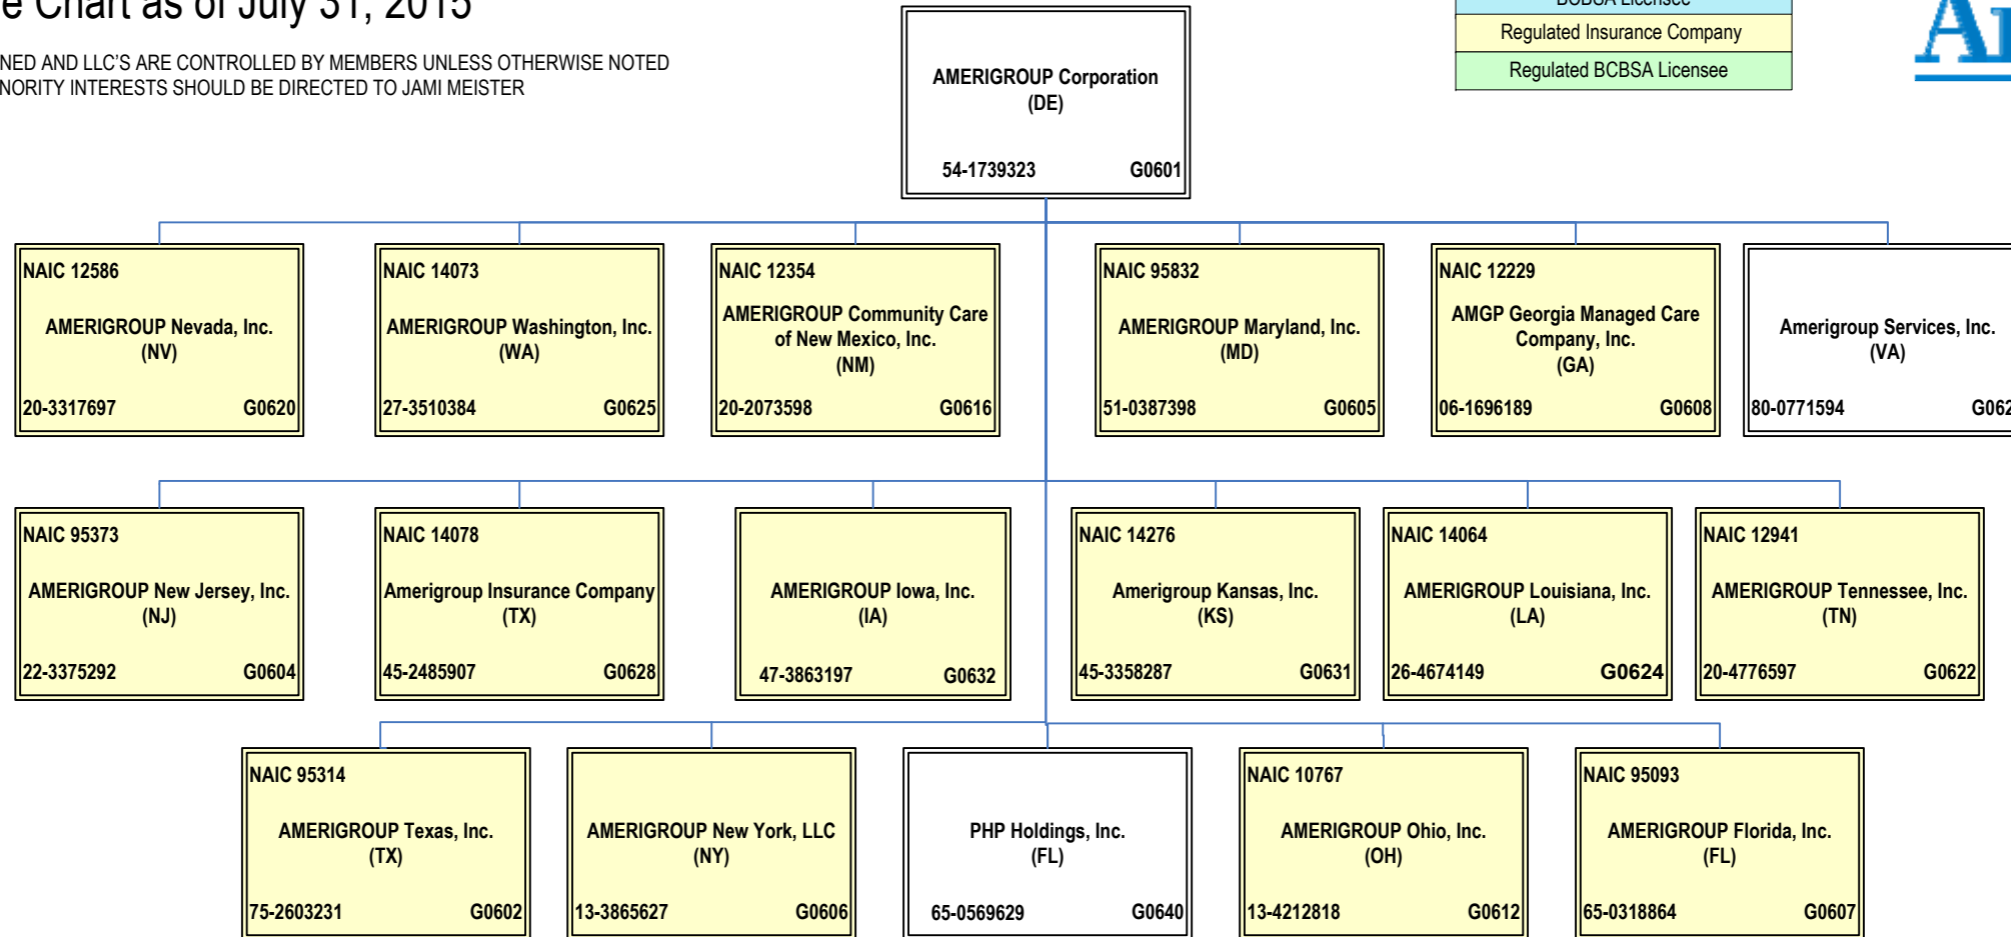 e Chart as of July 31, 2015
NED AND LLC'S ARE CONTROLLED BY MEMBERS UNLESS OTHERWISE NOTED
NORITY INTERESTS SHOULD BE DIRECTED TO JAMI MEISTER
BCBSA Licensee
Regulated Insurance Company
Regulated BCBSA Licensee
AMERIGROUP Corporation
(DE)
54-1739323 G0601
NAIC 12586
AMERIGROUP Nevada, Inc.
(NV)
20-3317697 G0620
NAIC 14073
AMERIGROUP Washington, Inc.
(WA)
27-3510384 G0625
NAIC 12354
AMERIGROUP Community Care
of New Mexico, Inc.
(NM)
20-2073598 G0616
NAIC 95832
AMERIGROUP Maryland, Inc.
(MD)
51-0387398 G0605
NAIC 12229
AMGP Georgia Managed Care
Company, Inc.
(GA)
06-1696189 G0608
Amerigroup Services, Inc.
(VA)
80-0771594 G062
NAIC 95373
AMERIGROUP New Jersey, Inc.
(NJ)
22-3375292 G0604
NAIC 14078
Amerigroup Insurance Company
(TX)
45-2485907 G0628
AMERIGROUP Iowa, Inc.
(IA)
47-3863197 G0632
NAIC 14276
Amerigroup Kansas, Inc.
(KS)
45-3358287 G0631
NAIC 14064
AMERIGROUP Louisiana, Inc.
(LA)
26-4674149 G0624
NAIC 12941
AMERIGROUP Tennessee, Inc.
(TN)
20-4776597 G0622
NAIC 95314
AMERIGROUP Texas, Inc.
(TX)
75-2603231 G0602
AMERIGROUP New York, LLC
(NY)
13-3865627 G0606
PHP Holdings, Inc.
(FL)
65-0569629 G0640
NAIC 10767
AMERIGROUP Ohio, Inc.
(OH)
13-4212818 G0612
NAIC 95093
AMERIGROUP Florida, Inc.
(FL)
65-0318864 G0607